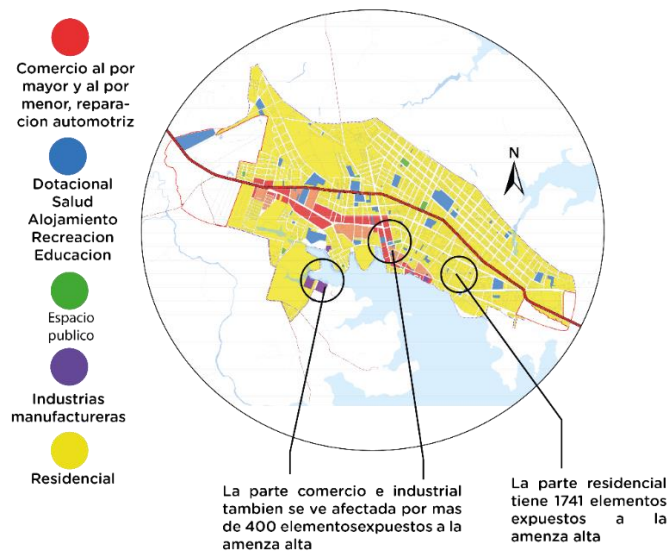 Comercio al por
mayor y al por
menor, repara-
cion automotriz
Dotacional
Salud
Alojamiento
Recreacion
Educacion
Espacio
publico
Industrias
manufactureras
Residencial
N
La parte comercio e industrial
tambien se ve afectada por mas
de 400 elementosexpuestos a la
amenza alta
La parte residencial
tiene 1741 elementos
expuestos a la
amenza alta